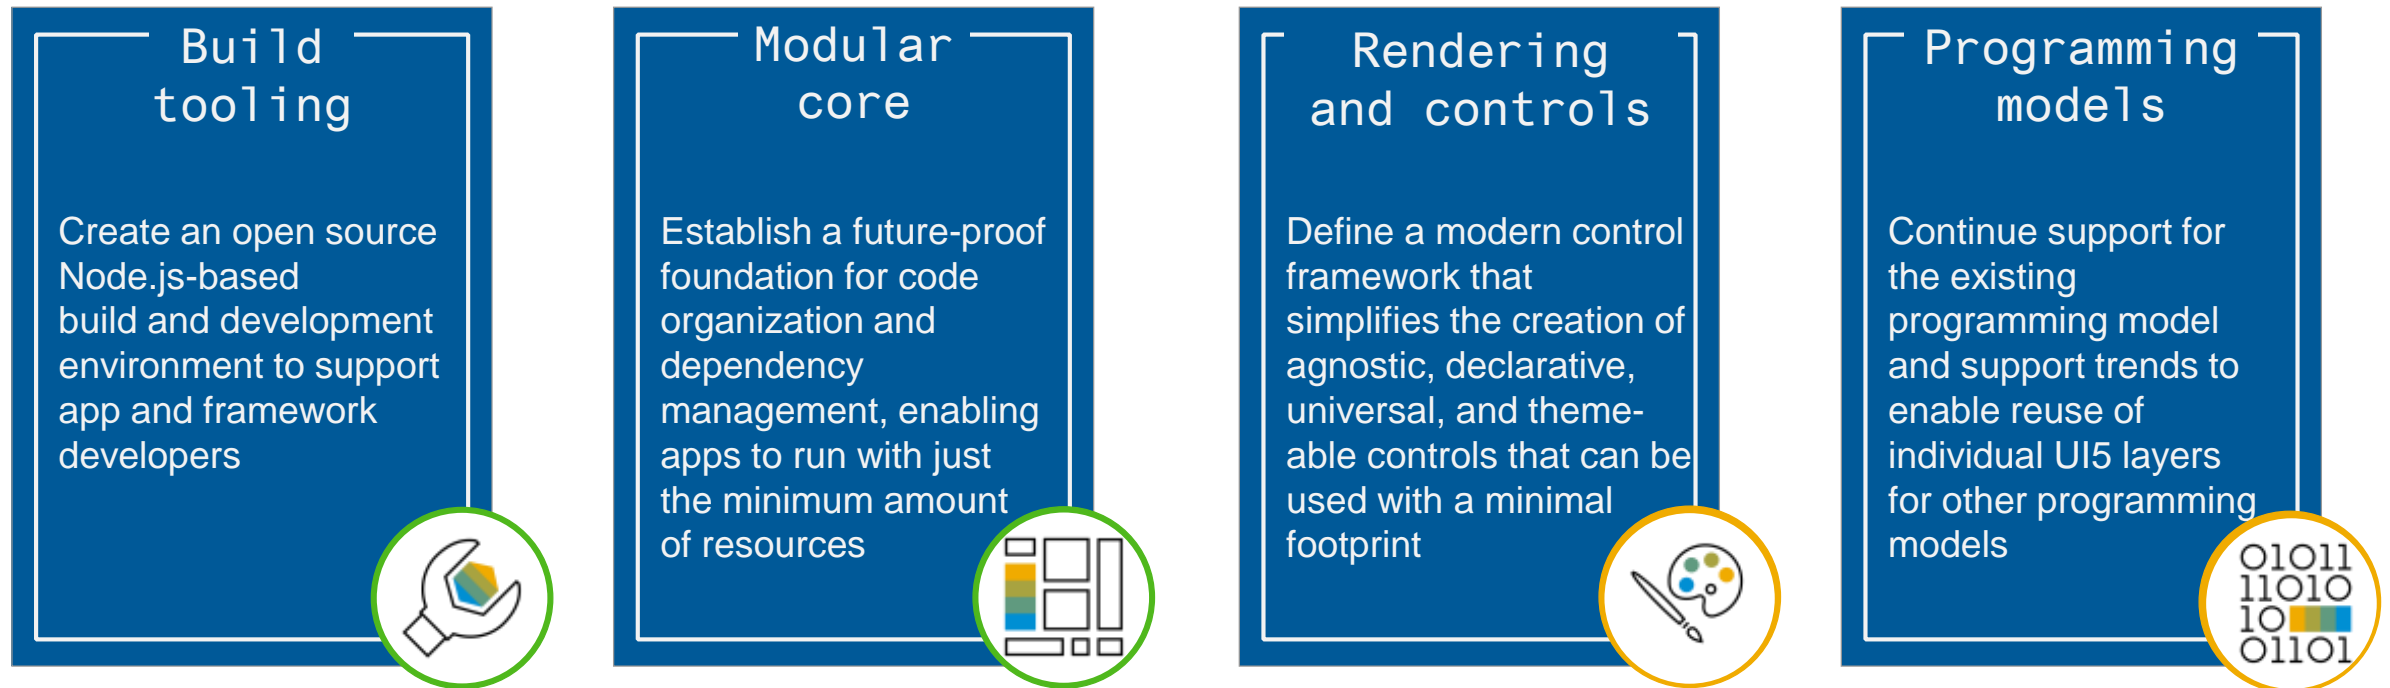 Build
tooling
Create an open source
Node.js-based
build and development
environment to support
app and framework
developers
Modular
core
Establish a future-proof
foundation for code
organization and
dependency
management, enabling
apps to run with just
the minimum amount
of resources
Rendering
and controls
Define a modern control
framework that
simplifies the creation of
agnostic, declarative,
universal, and theme-
able controls that can be
used with a minimal
footprint
Programming
models
Continue support for
the existing
programming model
and support trends to
enable reuse of
individual UI5 layers
for other programming
models
01011
11010
10
01101